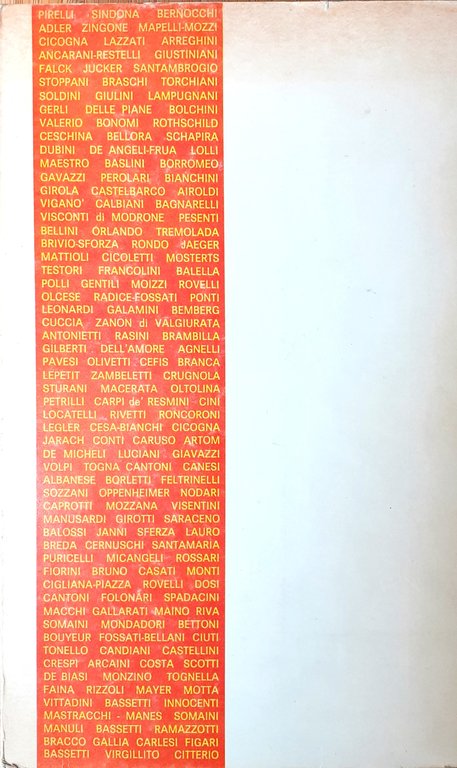 PIRELLI SINDONA BERNOCCHI
ADLER ZINGONE MAPELLI-MOZZI
CICOGNA LAZZATI ARREGHINI
ANCARANI-RESTELLI GIUSTINIANI
FALCK JUCKER SANTAMBROGIO
STOPPANI BRASCHI TORCHIANI
SOLDINI GIULINI LAMPUGNANI
GERLI DELLE PIANE BOLCHINI
VALERIO BONOMI ROTHSCHILD
CESCHINA BELLORA SCHAPIRA
DUBINI DE ANGELI-FRUA LOLLI
MAESTRO BASLINI BORROMEO
GAVAZZI PEROLARI BIANCHINI
GIROLA CASTELBARCO AIROLDI
VIGANO' CALBIANI BAGNARELLI
VISCONTI di MODRONE PESENTI
BELLINI ORLANDO TREMOLADA
BRIVIO-SFORZA RONDO JAEGER
MATTIOLI CICOLETTI MOSTERTS
TESTORI FRANCOLINI BALELLA
POLLI GENTILI MOIZZI ROVELLI
OLCESE RADICE-FOSSATI PONTI
LEONARDI GALAMINI BEMBERG
CUCCIA ZANON di VALGIURATA
ANTONIETTI RASINI BRAMBILLA
GILBERTI DELL'AMORE AGNELLI
PAVESI OLIVETTI CEFIS BRANCA
LEPETIT ZAMBELETTI CRUGNOLA
STURANI MACERATA OLTOLINA
PETRILLI CARPI de' RESMINI - CINI
LOCATELLI RIVETTI RONCORONI
LEGLER CESA-BIANCHI CICOGNA
JARACH CONTI CARUSO ARTOM
DE MICHELI LUCIANI GIAVAZZI
VOLPI TOGNA CANTONI CANESI
ALBANESE BORLETTI FELTRINELLI
SOZZANI OPPENHEIMER NODARI
CAPROTTI MOZZANA VISENTINI
MANUSARDI GIROTTI SARACENO
BALOSSI JANNI SFERZA LAURO
BREDA CERNUSCHI SANTAMARIA
PURICELLI MICANGELI ROSSARI
FIORINI BRUNO CASATI MONTI
CIGLIANA-PIAZZA ROVELLI DOSI
CANTONI FOLONARI SPADACINI
MACCHI GALLARATI MAINO RIVA
SOMAINI MONDADORI BETTONI
BOUYEUR FOSSATI-BELLANI CIUTI
TONELLO CANDIANI CASTELLINI
CRESPI ARCAINI COSTA SCOTTI
DE BIASI MONZINO TOGNELLA
FAINA RIZZOLI MAYER MOTTA
VITTADINI BASSETTI INNOCENTI
MASTRACCHI - MANES SOMAINI
MANULI BASSETTI RAMAZZOTTI
BRACCO GALLIA CARLESI FIGARI
BASSETTI VIRGILLITO CITTERIO